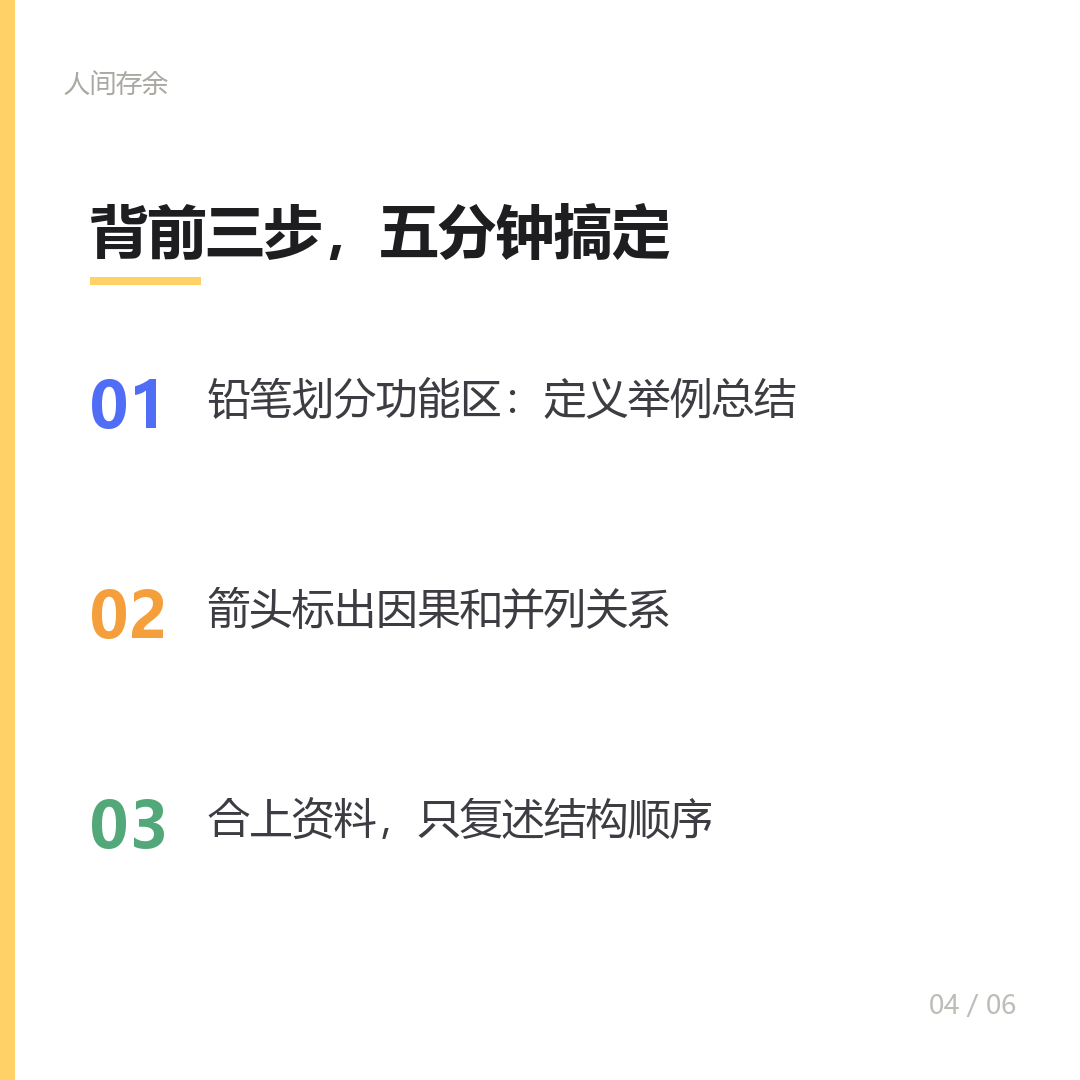 人间存余
背前三步，五分钟搞定
01 铅笔划分功能区：定义举例总结
02 箭头标出因果和并列关系
03 合上资料，只复述结构顺序
04 / 06